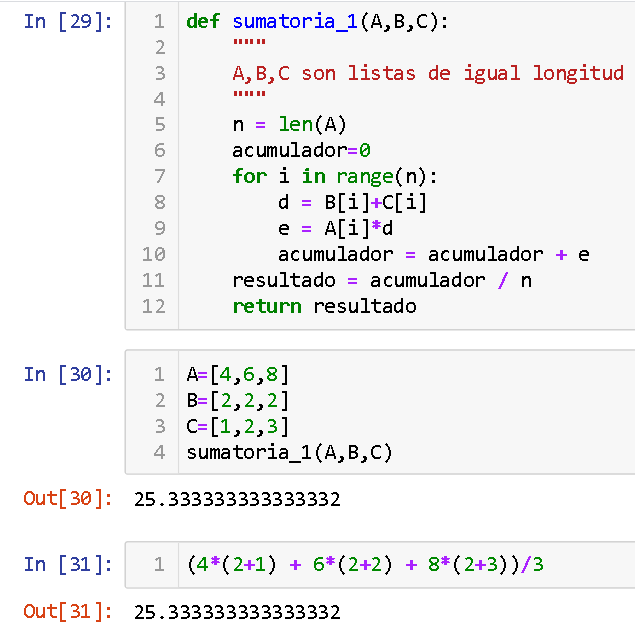 In [29]:
1 def sumatoria_1(A,B,C):
2     """
3     A,B,C son listas de igual longitud
4     """
5     n = len(A)
6     acumulador=0
7     for i in range(n):
8         d = B[i]+C[i]
9         e = A[i]*d
10         acumulador = acumulador + e
11     resultado = acumulador / n
12     return resultado
In [30]:
1 A=[4,6,8]
2 B=[2,2,2]
3 C=[1,2,3]
4 sumatoria_1(A,B,C)
Out[30]: 25.333333333333332
In [31]: 1 (4*(2+1) + 6*(2+2) + 8*(2+3))/3
Out[31]: 25.333333333333332